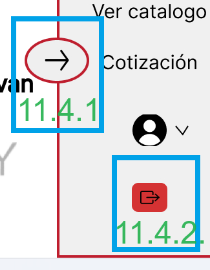 Ver catalogo
Cotización
van
11.4.1
Y
11.4.2.